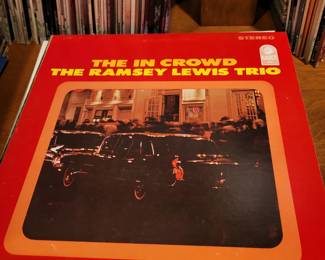 STEREO
THE IN CROWD
THE RAMSEY LEWIS TRIO